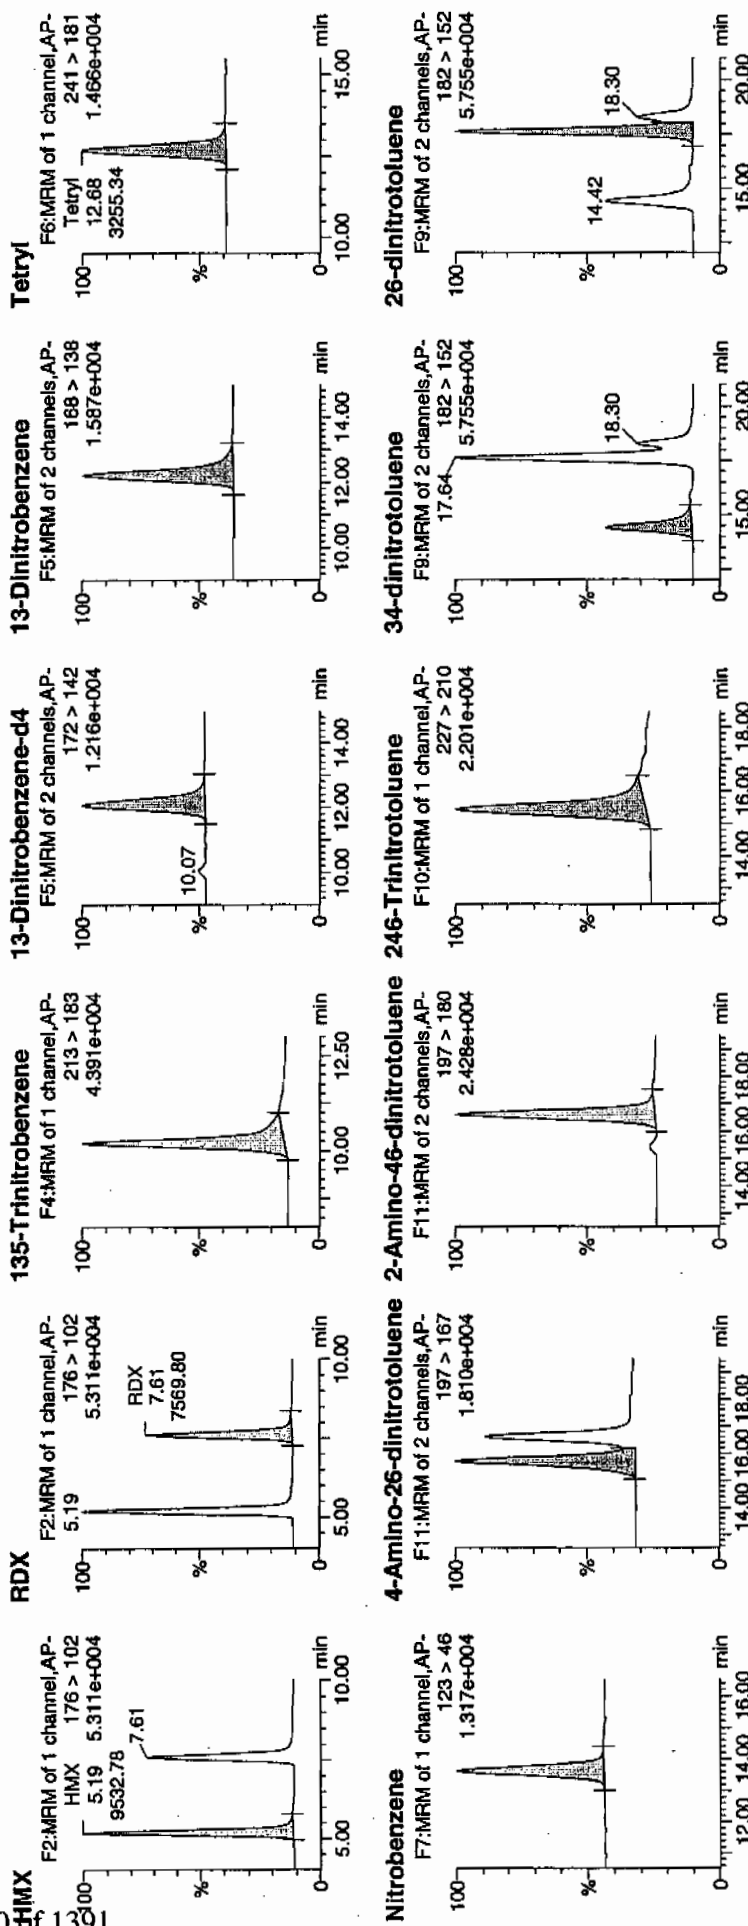 HMX
F2:MRM of 1 channel,AP-
HMX 176 > 102
5.19 5.311e+004
9532.78
7.61
100
%
0
5.00 10.00 min
RDX
F2:MRM of 1 channel,AP-
176 > 102
5.19 5.311e+004
RDX
7.61
7569.80
100
%
0
5.00 10.00 min
135-Trinitrobenzene
F4:MRM of 1 channel,AP-
213 > 183
4.391e+004
100
%
0
10.00 12.50 min
13-Dinitrobenzene-d4
F5:MRM of 2 channels,AP-
172 > 142
1.216e+004
10.07
100
%
0
10.00 12.00 14.00 min
13-Dinitrobenzene
F5:MRM of 2 channels,AP-
168 > 138
1.587e+004
100
%
0
10.00 12.00 14.00 min
Tetryl
F6:MRM of 1 channel,AP-
Tetryl 241 > 181
12.68 1.466e+004
3255.34
100
%
0
10.00 15.00 min
Nitrobenzene
F7:MRM of 1 channel,AP-
123 > 46
1.317e+004
100
%
0
12.00 14.00 16.00 min
4-Amino-26-dinitrotoluene
F11:MRM of 2 channels,AP-
197 > 167
1.810e+004
100
%
0
14.00 16.00 18.00 min
2-Amino-46-dinitrotoluene
F11:MRM of 2 channels,AP-
197 > 180
2.428e+004
100
%
0
14.00 16.00 18.00 min
246-Trinitrotoluene
F10:MRM of 1 channel,AP-
227 > 210
2.201e+004
100
%
0
14.00 16.00 18.00 min
34-dinitrotoluene
F9:MRM of 2 channels,AP-
182 > 152
17.64 5.755e+004
18.30
100
%
0
15.00 20.00 min
26-dinitrotoluene
F9:MRM of 2 channels,AP-
182 > 152
5.755e+004
14.42
18.30
100
%
0
15.00 20.00 min
of 1391